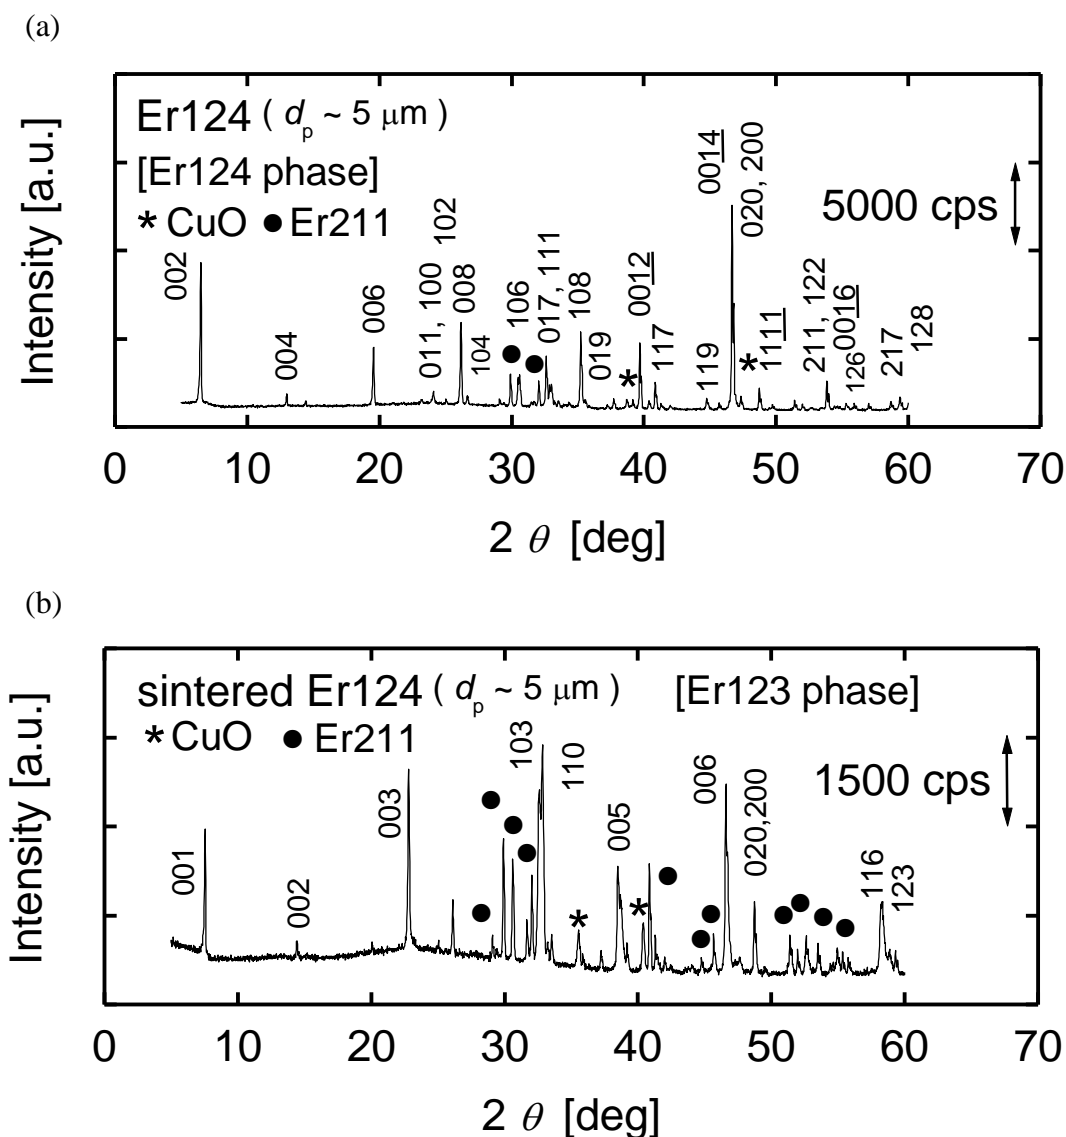 (a)
Er124 ( dp ~ 5 μm )
[Er124 phase]
* CuO ● Er211
5000 cps
002
004
006
011, 100
102
008
104
106
017, 111
108
019
0012
117
119
0014
020, 200
1111
211, 122
126
0016
217
128
Intensity [a.u.]
0 10 20 30 40 50 60 70
2 θ [deg]
(b)
sintered Er124 ( dp ~ 5 μm ) [Er123 phase]
* CuO ● Er211
1500 cps
001
002
003
103
110
005
006
020,200
116
123
Intensity [a.u.]
0 10 20 30 40 50 60 70
2 θ [deg]